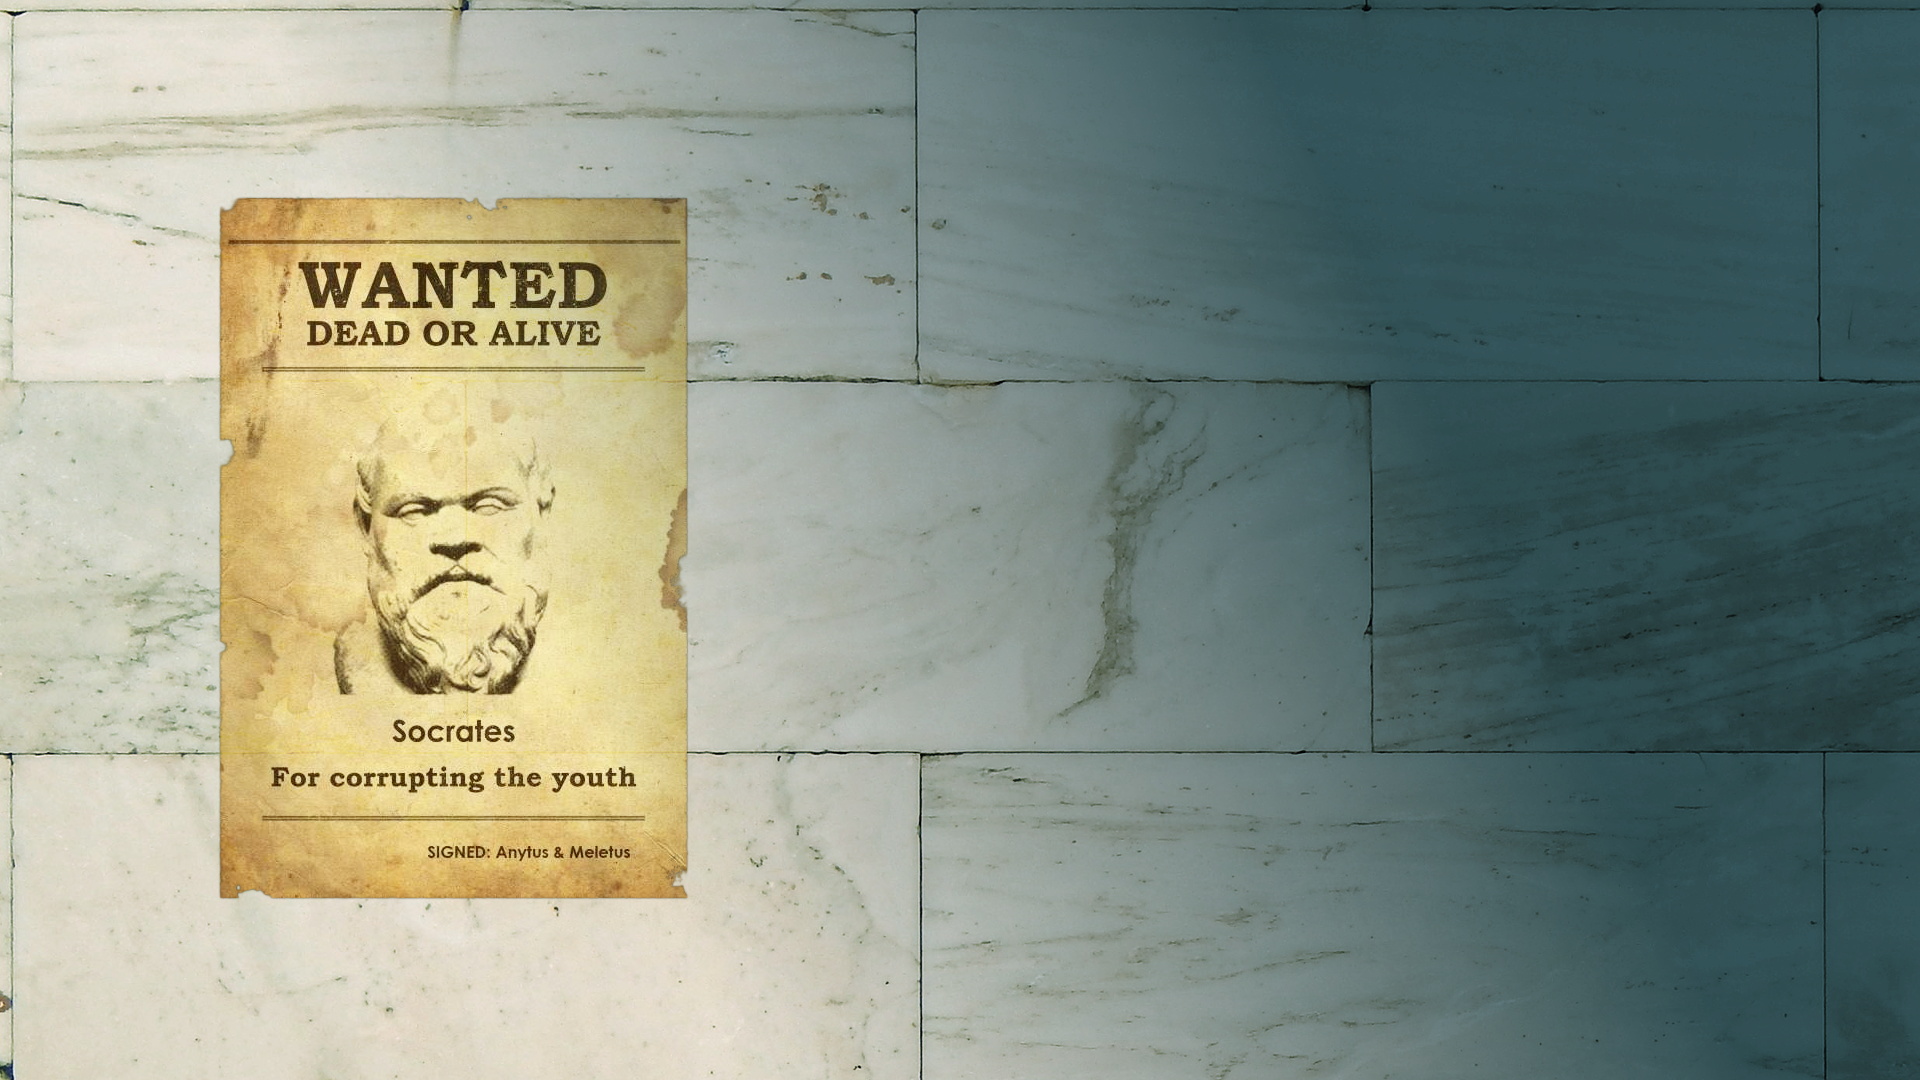 WANTED
DEAD OR ALIVE
Socrates
For corrupting the youth
SIGNED: Anytus & Meletus